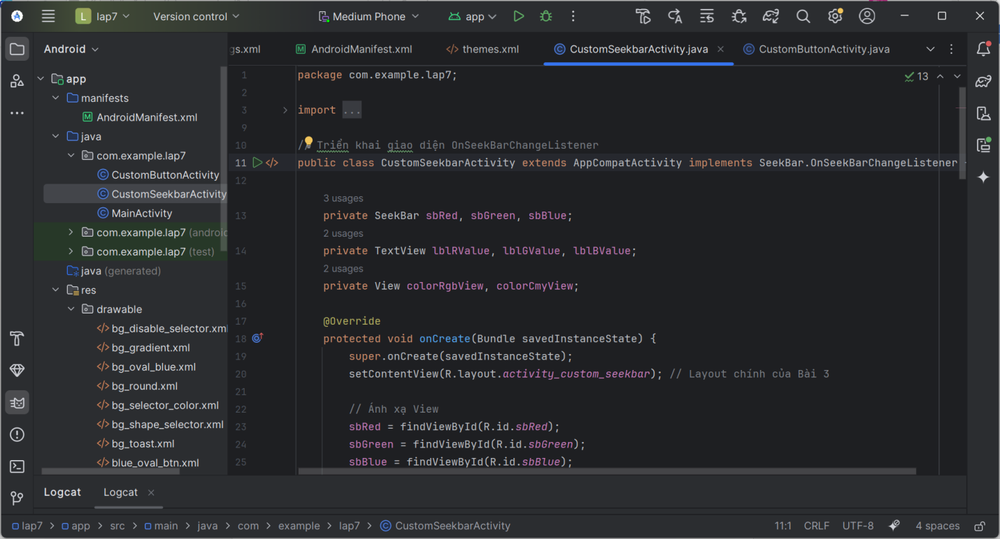 L lap7 Version control Medium Phone app
Android
gs.xml AndroidManifest.xml themes.xml CustomSeekbarActivity.java CustomButtonActivity.java
app
manifests
AndroidManifest.xml
java
com.example.lap7
CustomButtonActivity
CustomSeekbarActivity
MainActivity
com.example.lap7 (androi
com.example.lap7 (test)
java (generated)
res
drawable
bg_disable_selector.xml
bg_gradient.xml
bg_oval_blue.xml
bg_round.xml
bg_selector_color.xml
bg_shape_selector.xml
bg_toast.xml
blue_oval_btn.xml
13
1 package com.example.lap7;
2
3 import ...
9
10 // Triển khai giao diện OnSeekBarChangeListener
11 public class CustomSeekbarActivity extends AppCompatActivity implements SeekBar.OnSeekBarChangeListener
12
3 usages
13 private SeekBar sbRed, sbGreen, sbBlue;
2 usages
14 private TextView lblRValue, lblGValue, lblBValue;
2 usages
15 private View colorRgbView, colorCmyView;
16
17 @Override
18 protected void onCreate(Bundle savedInstanceState) {
19 super.onCreate(savedInstanceState);
20 setContentView(R.layout.activity_custom_seekbar); // Layout chính của Bài 3
21
22 // Ánh xạ View
23 sbRed = findViewById(R.id.sbRed);
24 sbGreen = findViewById(R.id.sbGreen);
25 sbBlue = findViewById(R.id.sbBlue);
Logcat Logcat
lap7 > app > src > main > java > com > example > lap7 > CustomSeekbarActivity 11:1 CRLF UTF-8 4 spaces